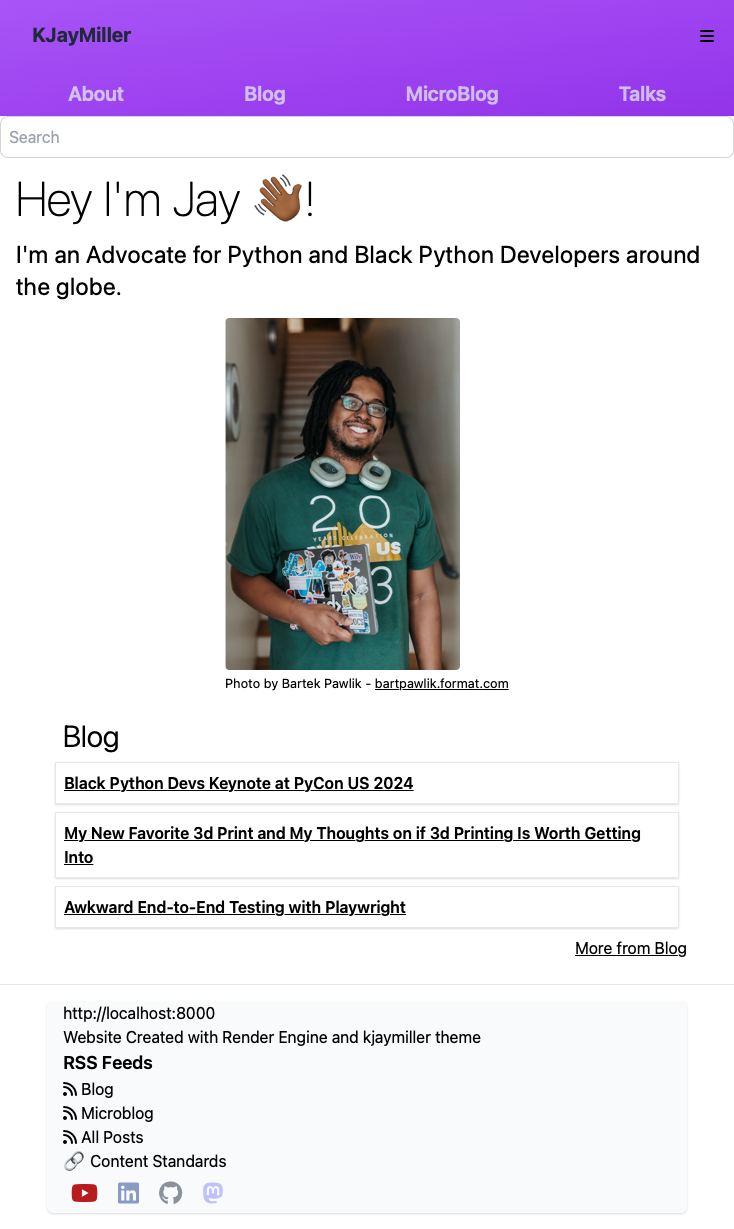 KJayMiller
About Blog MicroBlog Talks
Search
Hey I'm Jay 👋🏾!
I'm an Advocate for Python and Black Python Developers around
the globe.
20
YEARS CELEBRATION
US
3
Photo by Bartek Pawlik - bartpawlik.format.com
Blog
Black Python Devs Keynote at PyCon US 2024
My New Favorite 3d Print and My Thoughts on if 3d Printing Is Worth Getting
Into
Awkward End-to-End Testing with Playwright
More from Blog
http://localhost:8000
Website Created with Render Engine and kjaymiller theme
RSS Feeds
Blog
Microblog
All Posts
🔗 Content Standards